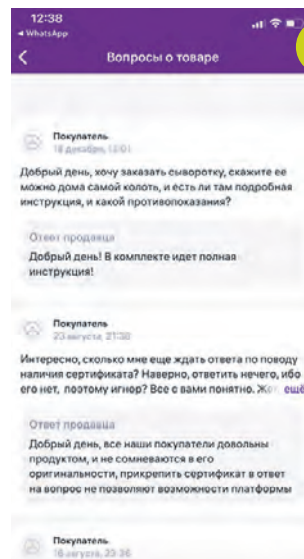 12:38
◄ WhatsApp
Вопросы о товаре
Покупатель
18 декабря, 13:01
Добрый день, хочу заказать сыворотку, скажите ее
можно дома самой колоть, и есть ли там подробная
инструкция, и какой противопоказания?
Ответ продавца
Добрый день! В комплекте идет полная
инструкция!
Покупатель
23 августа, 21:38
Интересно, сколько мне еще ждать ответа по поводу
наличия сертификата? Наверно, ответить нечего, ибо
его нет, поэтому игнор? Все с вами понятно. ещё
Ответ продавца
Добрый день, все наши покупатели довольны
продуктом, и не сомневаются в его
оригинальности, прикрепить сертификат в ответ
на вопрос не позволяют возможности платформы
Покупатель
16 августа, 23:36